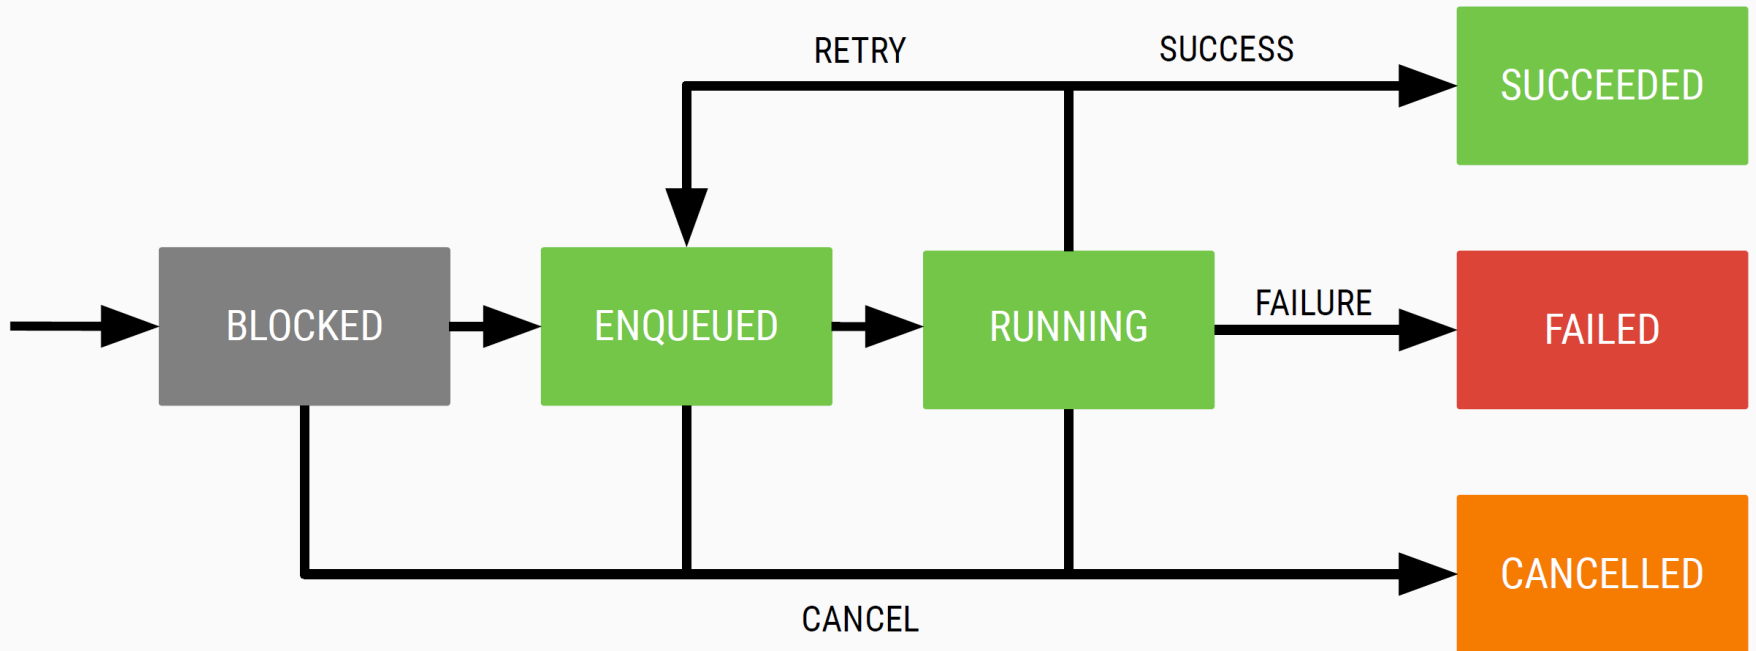 RETRY
SUCCESS
SUCCEEDED
BLOCKED
ENQUEUED
RUNNING
FAILURE
FAILED
CANCELLED
CANCEL